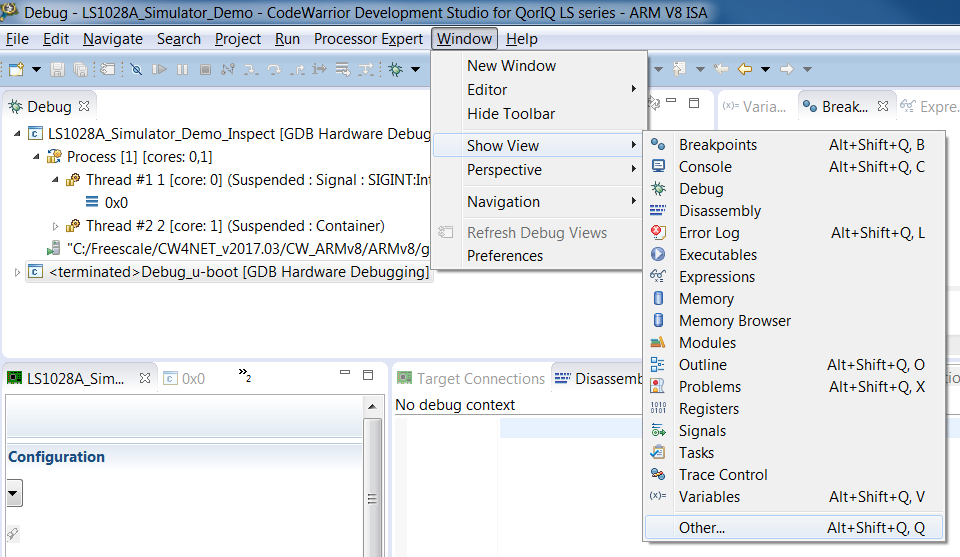 Debug - LS1028A_Simulator_Demo - CodeWarrior Development Studio for QorIQ LS series - ARM V8 ISA
File Edit Navigate Search Project Run Processor Expert Window Help
New Window
Editor
Hide Toolbar
Show View
Perspective
Navigation
Refresh Debug Views
Preferences
Debug
LS1028A_Simulator_Demo_Inspect [GDB Hardware Debug
Process [1] [cores: 0,1]
Thread #1 1 [core: 0] (Suspended : Signal : SIGINT:Int
0x0
Thread #2 2 [core: 1] (Suspended : Container)
"C:/Freescale/CW4NET_v2017.03/CW_ARMv8/ARMv8/g
<terminated>Debug_u-boot [GDB Hardware Debugging]
(x)= Varia... Break... Expre.
Breakpoints Alt+Shift+Q, B
Console Alt+Shift+Q, C
Debug
Disassembly
Error Log Alt+Shift+Q, L
Executables
Expressions
Memory
Memory Browser
Modules
Outline Alt+Shift+Q, O
Problems Alt+Shift+Q, X
Registers
Signals
Tasks
Trace Control
(x)= Variables Alt+Shift+Q, V
Other... Alt+Shift+Q, Q
LS1028A_Sim... 0x0 »2
Configuration
Target Connections Disassemb
No debug context